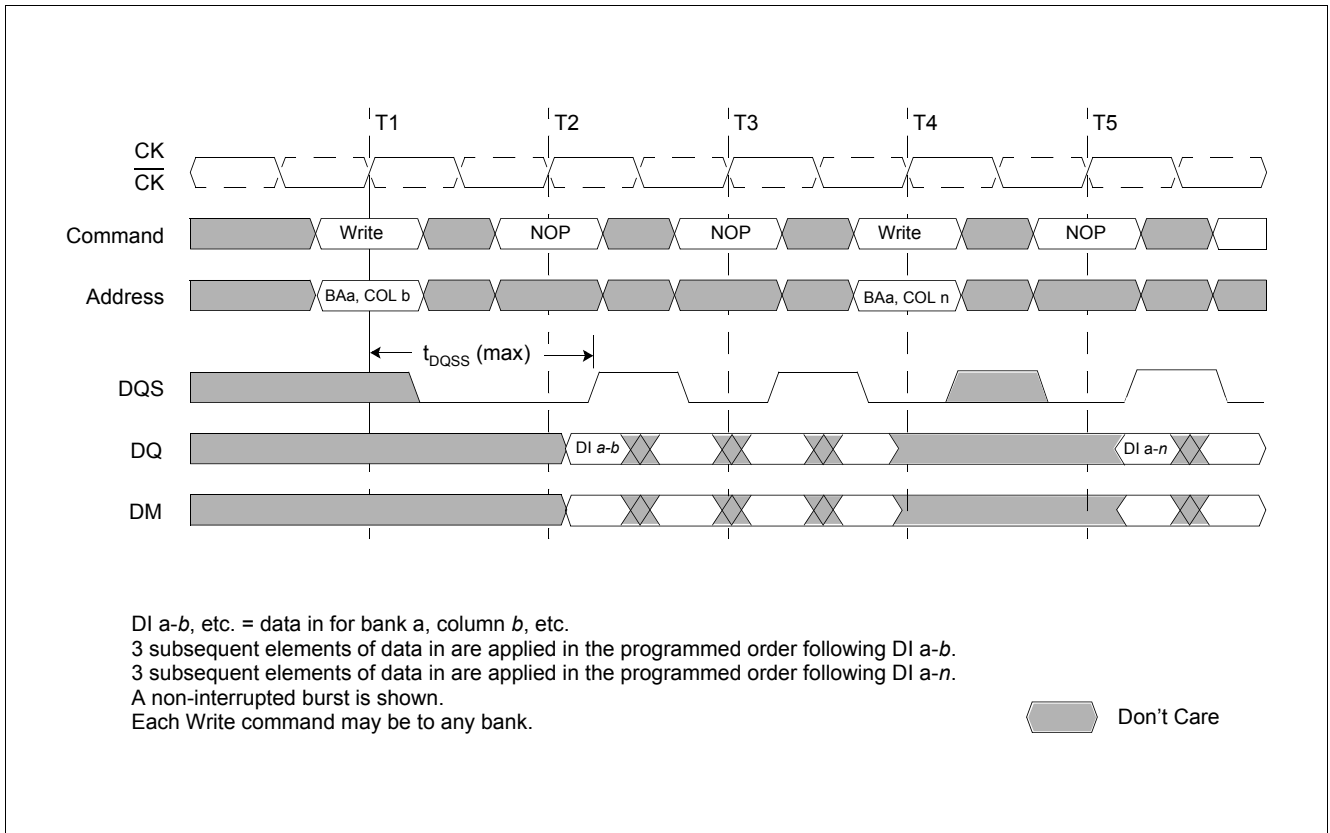 T1 T2 T3 T4 T5
CK
CK
Command Write NOP NOP Write NOP
Address BAa, COL b BAa, COL n
tDQSS (max)
DQS
DQ DI a-b DI a-n
DM
DI a-b, etc. = data in for bank a, column b, etc.
3 subsequent elements of data in are applied in the programmed order following DI a-b.
3 subsequent elements of data in are applied in the programmed order following DI a-n.
A non-interrupted burst is shown.
Each Write command may be to any bank.
Don't Care